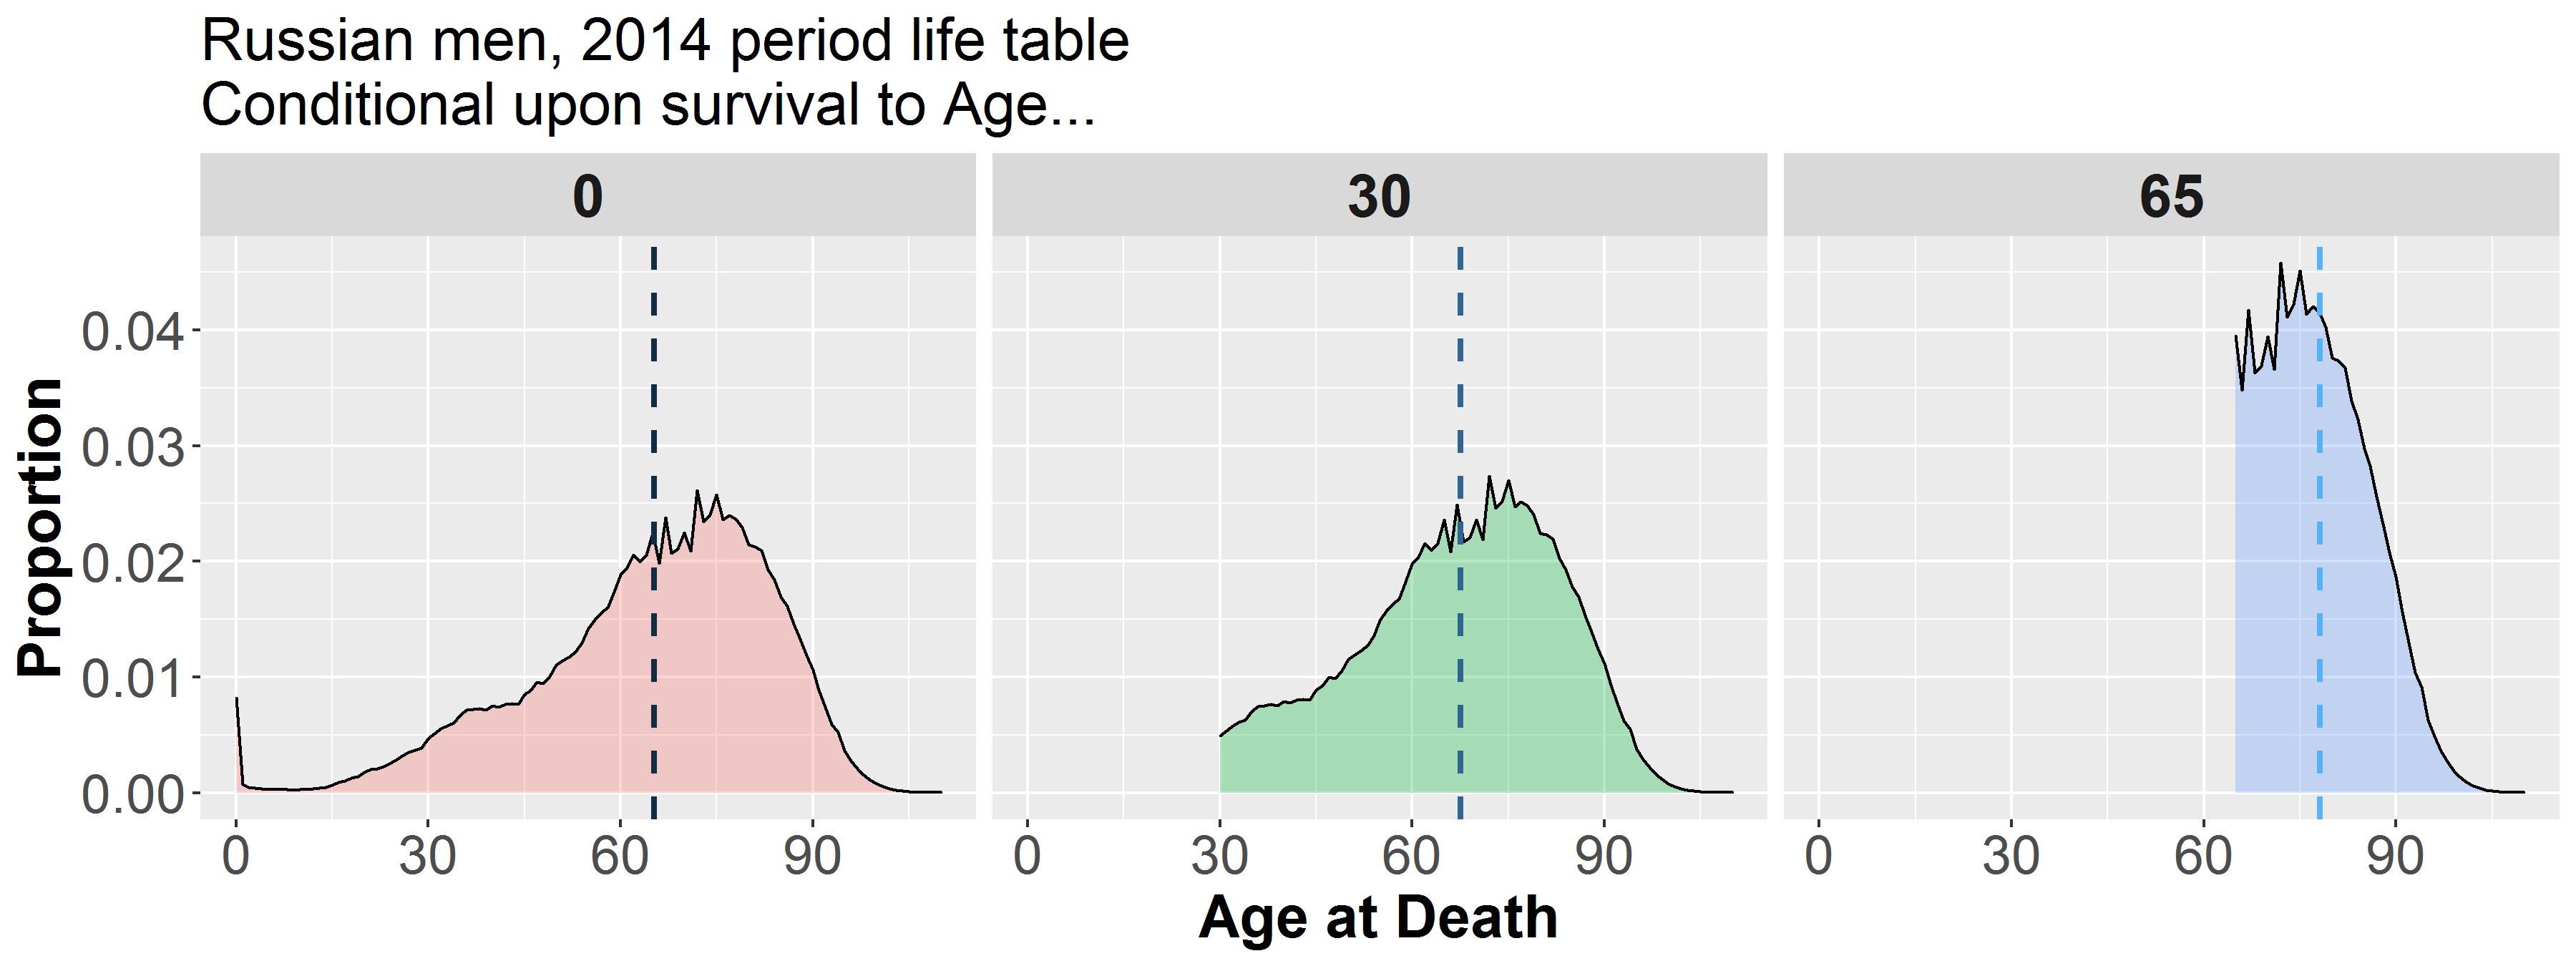 Russian men, 2014 period life table
Conditional upon survival to Age...
0
30
65
Proportion
0.04
0.03
0.02
0.01
0.00
0 30 60 90
0 30 60 90
0 30 60 90
Age at Death